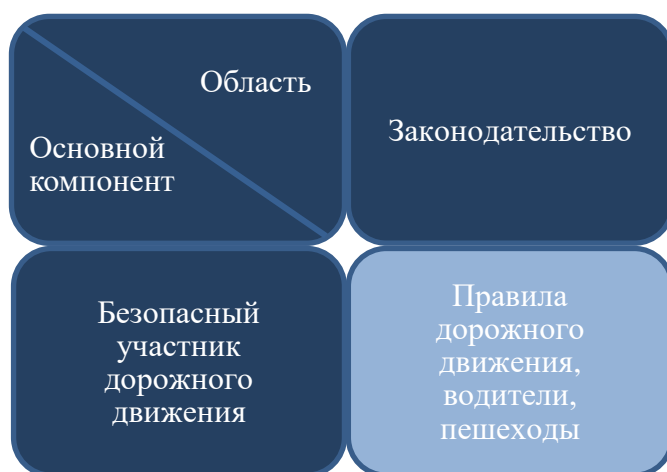 Область
Основной
компонент
Законодательство
Безопасный
участник
дорожного
движения
Правила
дорожного
движения,
водители,
пешеходы